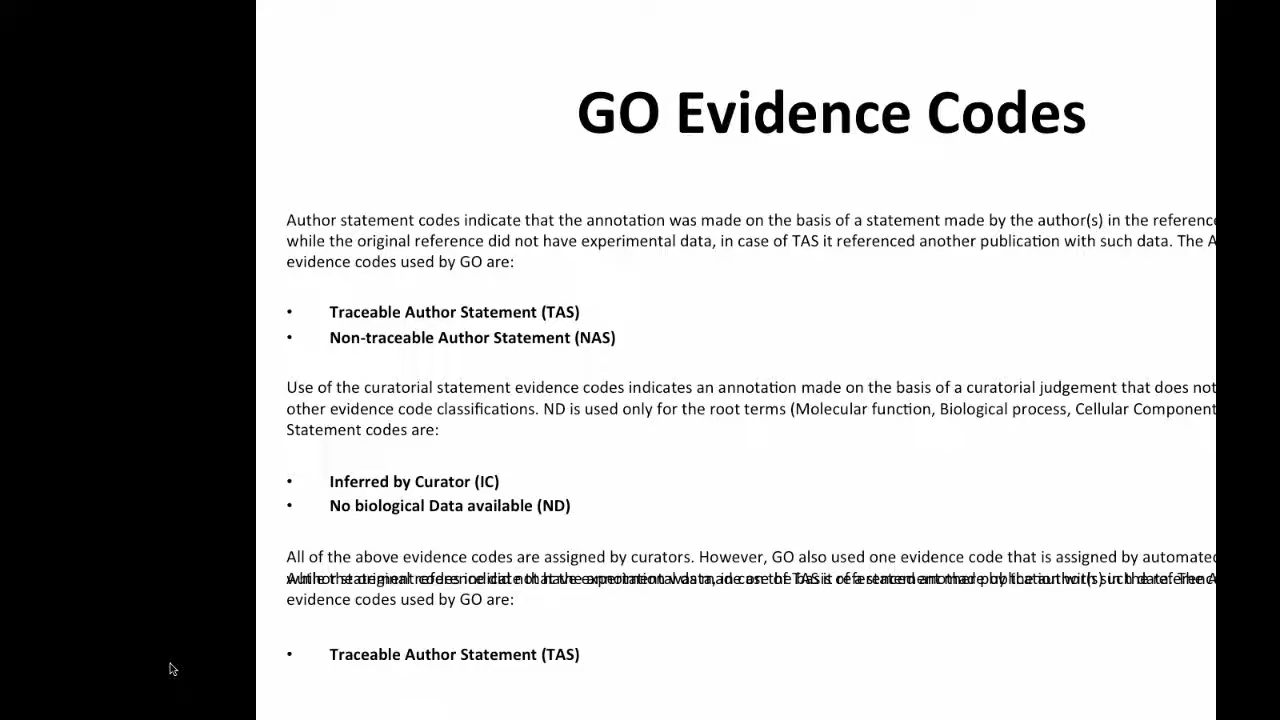 GO Evidence Codes
Author statement codes indicate that the annotation was made on the basis of a statement made by the author(s) in the reference
while the original reference did not have experimental data, in case of TAS it referenced another publication with such data. The A
evidence codes used by GO are:
• Traceable Author Statement (TAS)
• Non-traceable Author Statement (NAS)
Use of the curatorial statement evidence codes indicates an annotation made on the basis of a curatorial judgement that does not
other evidence code classifications. ND is used only for the root terms (Molecular function, Biological process, Cellular Component
Statement codes are:
• Inferred by Curator (IC)
• No biological Data available (ND)
All of the above evidence codes are assigned by curators. However, GO also used one evidence code that is assigned by automated
evidence codes used by GO are:
• Traceable Author Statement (TAS)